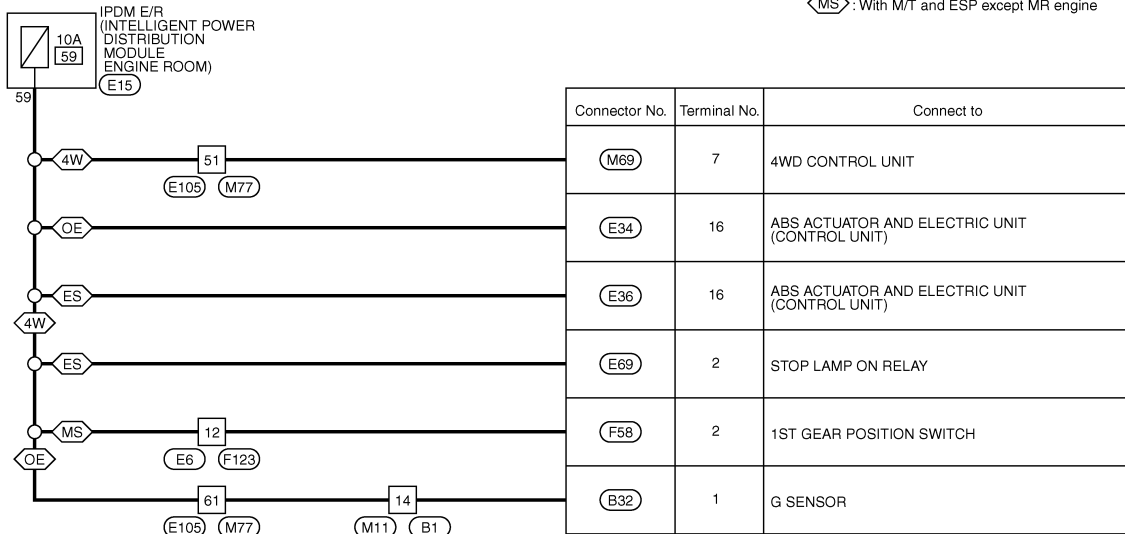 MS : With M/T and ESP except MR engine
IPDM E/R
(INTELLIGENT POWER
DISTRIBUTION
MODULE
ENGINE ROOM)
10A
59
E15
59
Connector No. Terminal No. Connect to
4W 51 M69 7 4WD CONTROL UNIT
E105 M77
OE E34 16 ABS ACTUATOR AND ELECTRIC UNIT
(CONTROL UNIT)
ES E36 16 ABS ACTUATOR AND ELECTRIC UNIT
(CONTROL UNIT)
4W
ES E69 2 STOP LAMP ON RELAY
MS 12 F58 2 1ST GEAR POSITION SWITCH
OE E6 F123
61 14 B32 1 G SENSOR
E105 M77 M11 B1